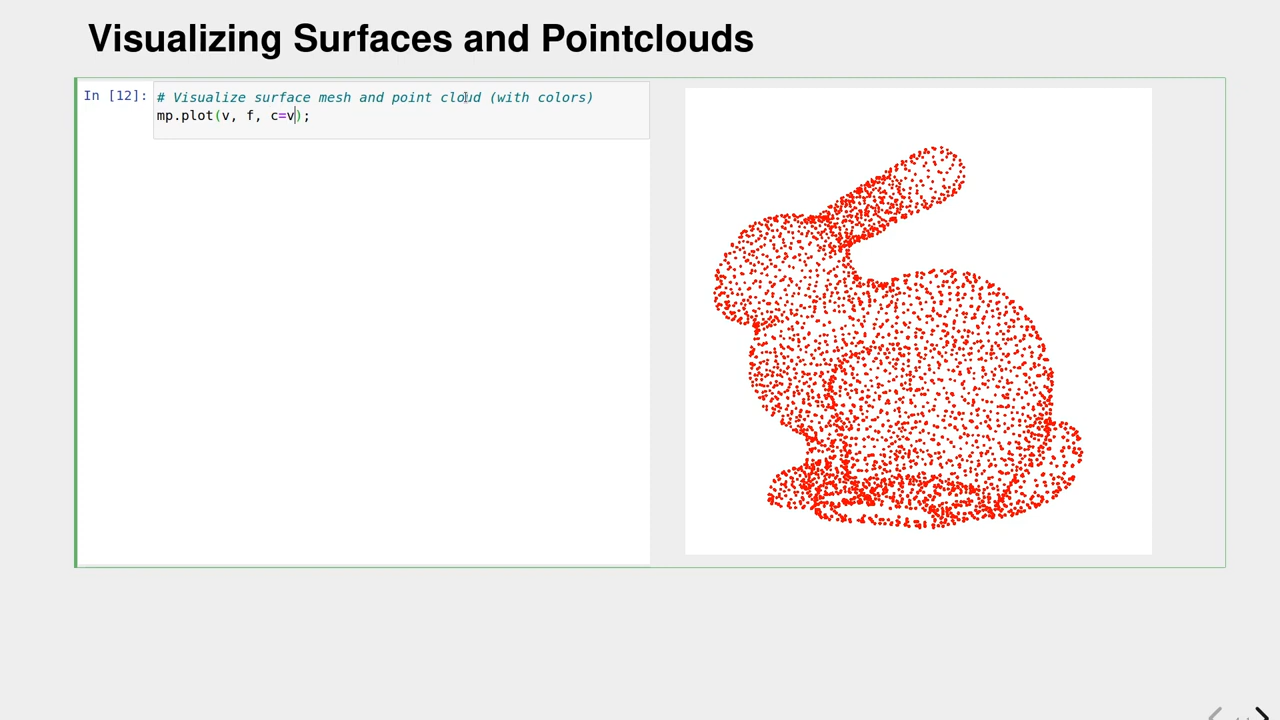 Visualizing Surfaces and Pointclouds
In [12]:
# Visualize surface mesh and point cloud (with colors)
mp.plot(v, f, c=v);